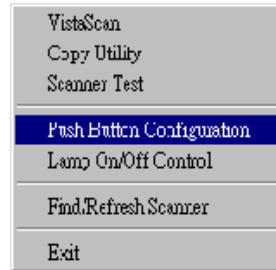 VistaScan
Copy Utility
Scanner Test
Push Button Configuration
Lamp On/Off Control
Find/Refresh Scanner
Exit